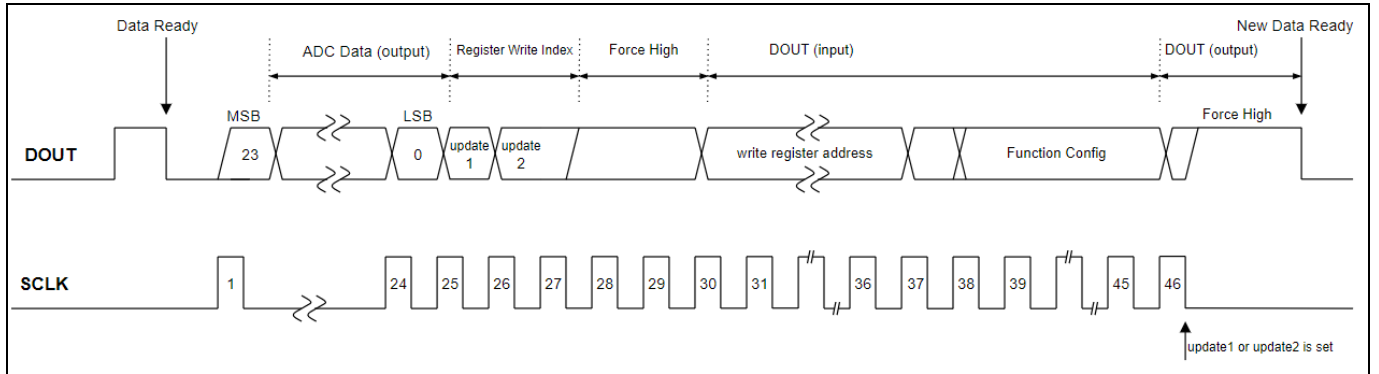 Data Ready
New Data Ready
ADC Data (output)
Register Write Index
Force High
DOUT (input)
DOUT (output)
MSB
LSB
Force High
DOUT
23
0
update
1
update
2
write register address
Function Config
SCLK
1
24
25
26
27
28
29
30
31
36
37
38
39
45
46
update1 or update2 is set